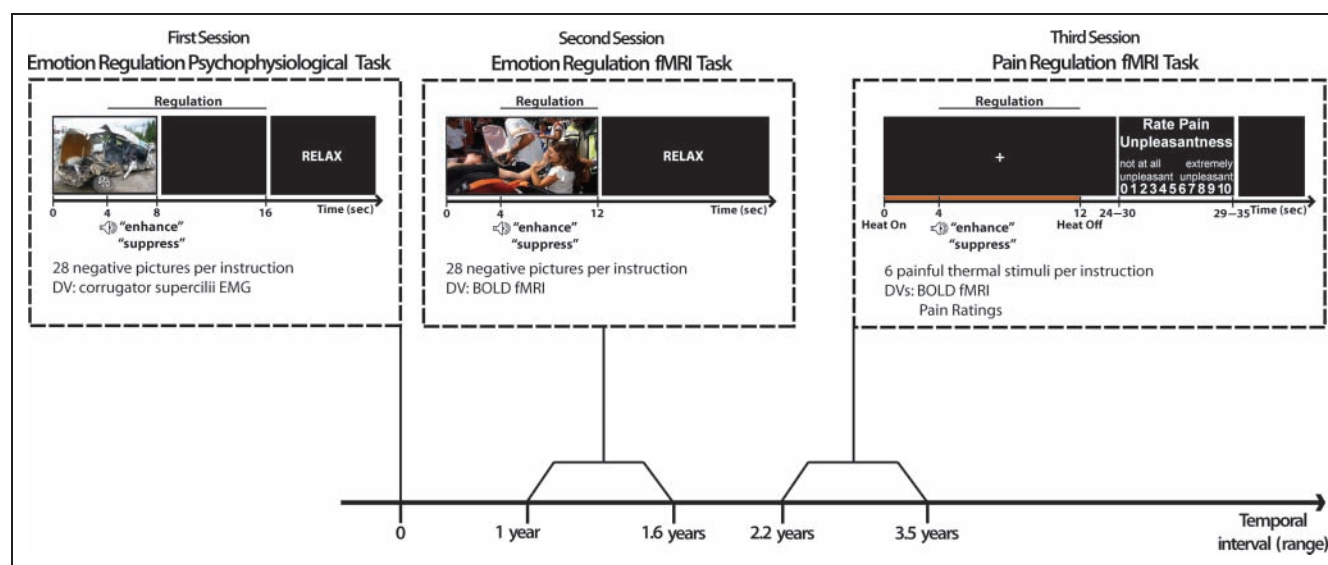 First Session
Emotion Regulation Psychophysiological Task
Regulation
RELAX
0 4 8 16 Time (sec)
"enhance"
"suppress"
28 negative pictures per instruction
DV: corrugator supercilii EMG
Second Session
Emotion Regulation fMRI Task
Regulation
RELAX
0 4 12 Time (sec)
"enhance"
"suppress"
28 negative pictures per instruction
DV: BOLD fMRI
Third Session
Pain Regulation fMRI Task
Regulation
+
Rate Pain
Unpleasantness
not at all extremely
unpleasant unpleasant
0 1 2 3 4 5 6 7 8 9 10
0 4 12 24–30 29–35 Time (sec)
Heat On "enhance" Heat Off
"suppress"
6 painful thermal stimuli per instruction
DVs: BOLD fMRI
Pain Ratings
0 1 year 1.6 years 2.2 years 3.5 years Temporal
interval (range)